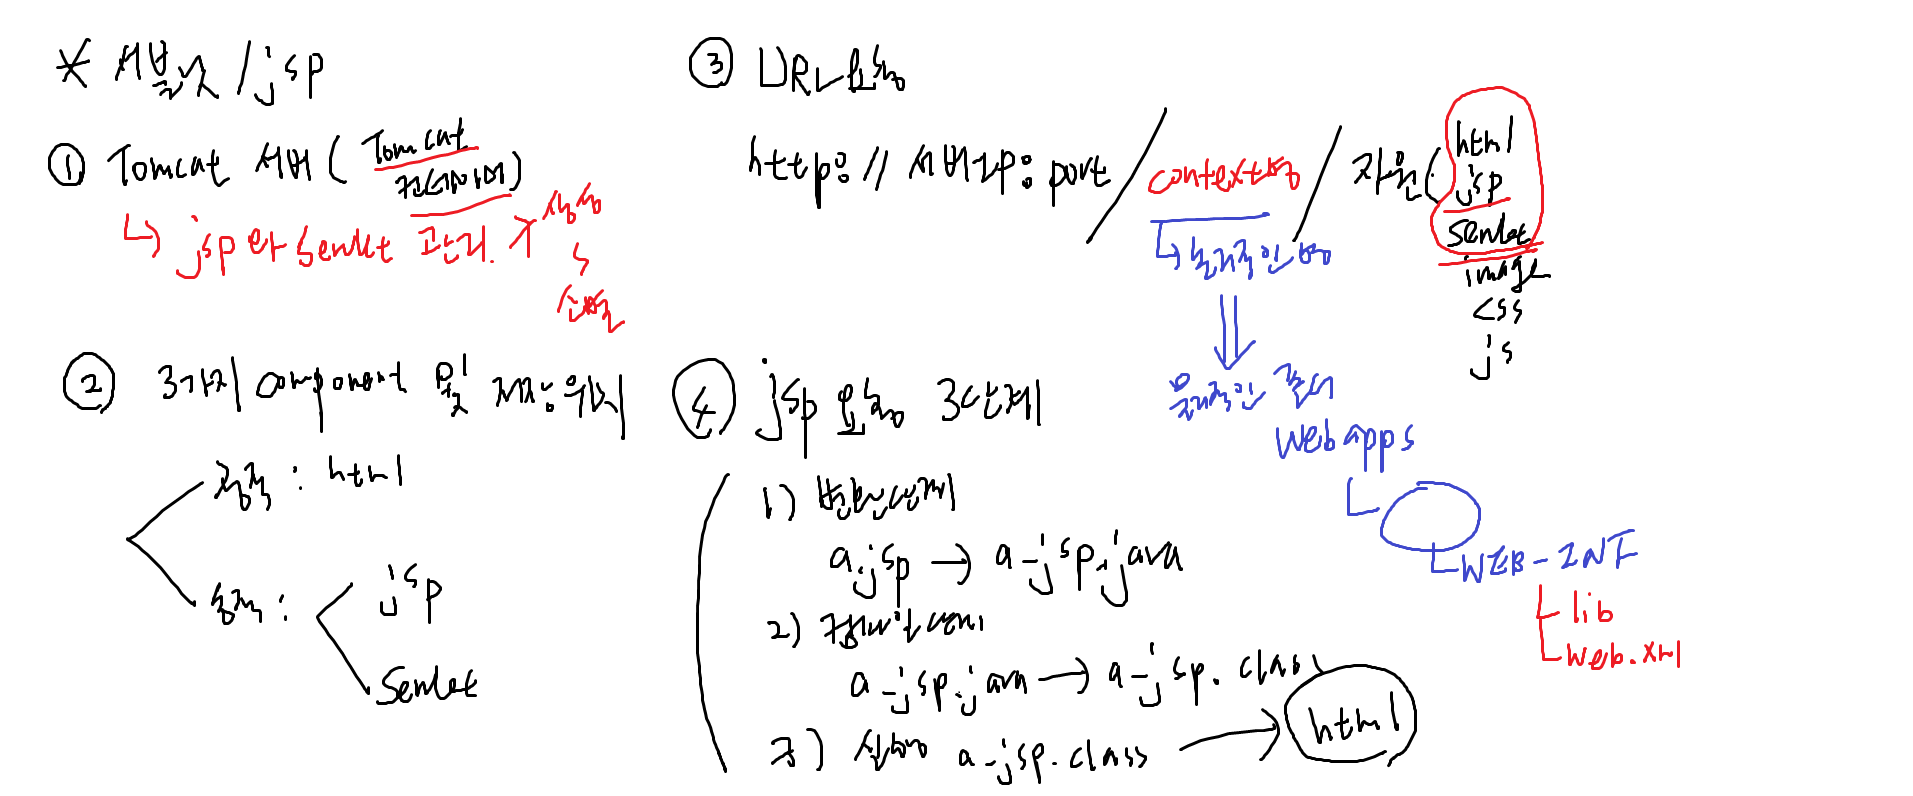 * 서블릿 / jsp
① Tomcat 서버 ( Tomcat 컨테이너 )
↳ jsp와 Servlet 관리. 생성 ~ 소멸
② 3가지 component 및 저장위치
정적 : html
동적 :
jsp
Servlet
③ URL 요청
http://서버IP:port / context명 / 자원(html
jsp
Servlet
image
css
js
↳ 논리적인 명
물리적인 폴더
Webapps
WEB-INF
lib
web.xml
④ jsp 요청 3단계
1) 변환단계
a.jsp → a_jsp.java
2) 컴파일단계
a_jsp.java → a_jsp.class
3) 실행 a_jsp.class → html